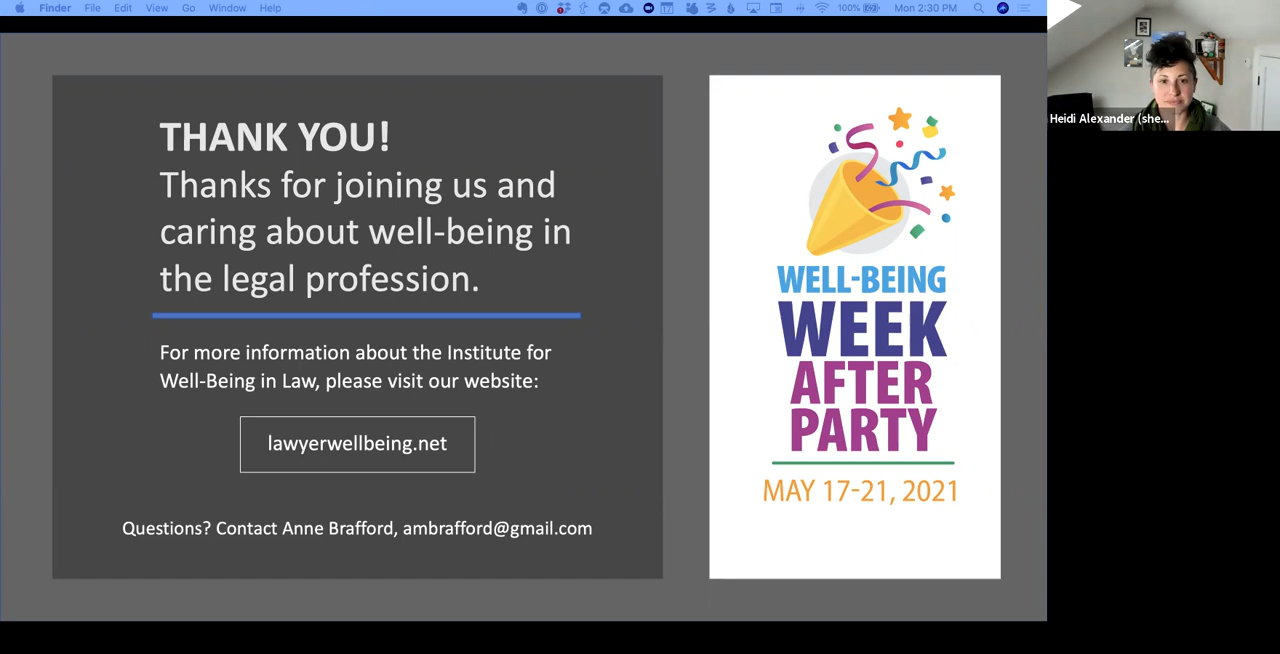 Finder File Edit View Go Window Help
100% Mon 2:30 PM
Heidi Alexander (she...
THANK YOU!
Thanks for joining us and
caring about well-being in
the legal profession.
For more information about the Institute for
Well-Being in Law, please visit our website:
lawyerwellbeing.net
Questions? Contact Anne Brafford, ambrafford@gmail.com
WELL-BEING
WEEK
AFTER
PARTY
MAY 17-21, 2021